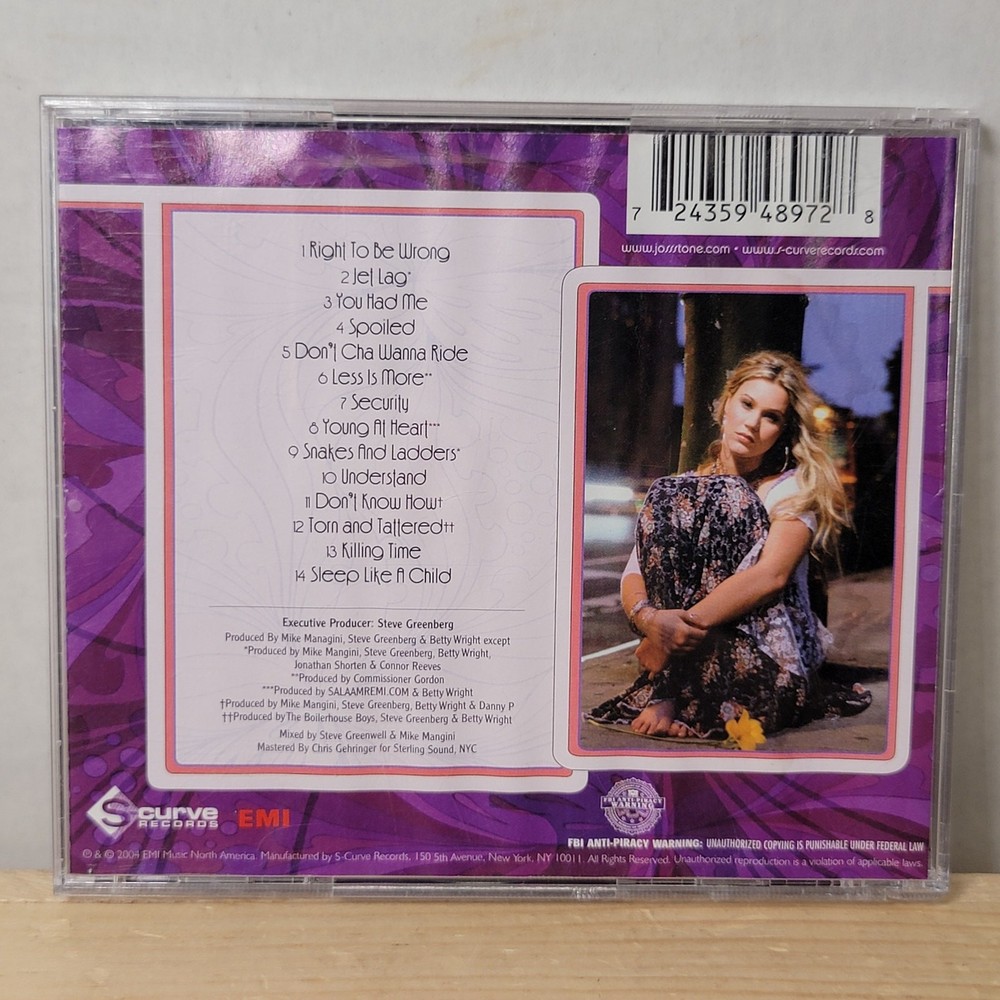 7 24359 48972 8
www.jossstone.com • www.s-curverecords.com
1 Right To Be Wrong
2 Jet Lag*
3 You Had Me
4 Spoiled
5 Don't Cha Wanna Ride
6 Less Is More**
7 Security
8 Young At Heart***
9 Snakes And Ladders*
10 Understand
11 Don't Know How†
12 Torn and Tattered††
13 Killing Time
14 Sleep Like A Child
Executive Producer: Steve Greenberg
Produced By Mike Managini, Steve Greenberg & Betty Wright except
*Produced by Mike Mangini, Steve Greenberg, Betty Wright,
Jonathan Shorten & Connor Reeves
**Produced by Commissioner Gordon
***Produced by SALAAMREMI.COM & Betty Wright
†Produced by Mike Mangini, Steve Greenberg, Betty Wright & Danny P
††Produced by The Boilerhouse Boys, Steve Greenberg & Betty Wright
Mixed by Steve Greenwell & Mike Mangini
Mastered By Chris Gehringer for Sterling Sound, NYC
S-curve
RECORDS
EMI
FBI ANTI-PIRACY
WARNING
FBI ANTI-PIRACY WARNING: UNAUTHORIZED COPYING IS PUNISHABLE UNDER FEDERAL LAW
℗ & © 2004 EMI Music North America. Manufactured by S-Curve Records, 150 5th Avenue, New York, NY 10011. All Rights Reserved. Unauthorized reproduction is a violation of applicable laws.